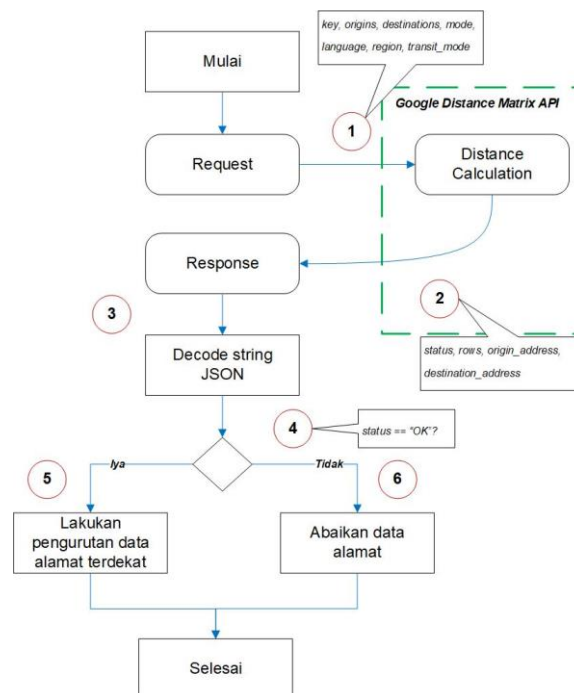 key, origins, destinations, mode,
language, region, transit_mode
Mulai
Google Distance Matrix API
1
Request
Distance
Calculation
Response
2
3
status, rows, origin_address,
destination_address
Decode string
JSON
4
status == "OK"?
Iya
Tidak
5
6
Lakukan
pengurutan data
alamat terdekat
Abaikan data
alamat
Selesai